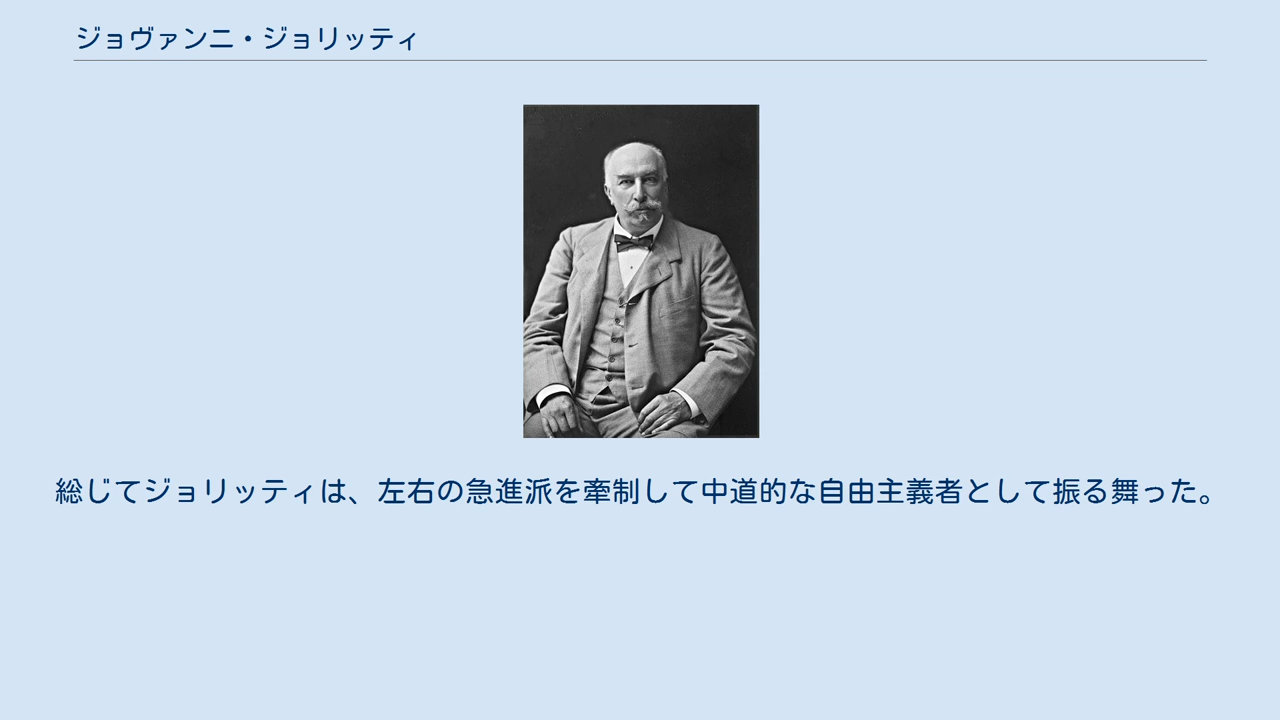 ジョヴァンニ・ジョリッティ
総じてジョリッティは、左右の急進派を牽制して中道的な自由主義者として振る舞った。